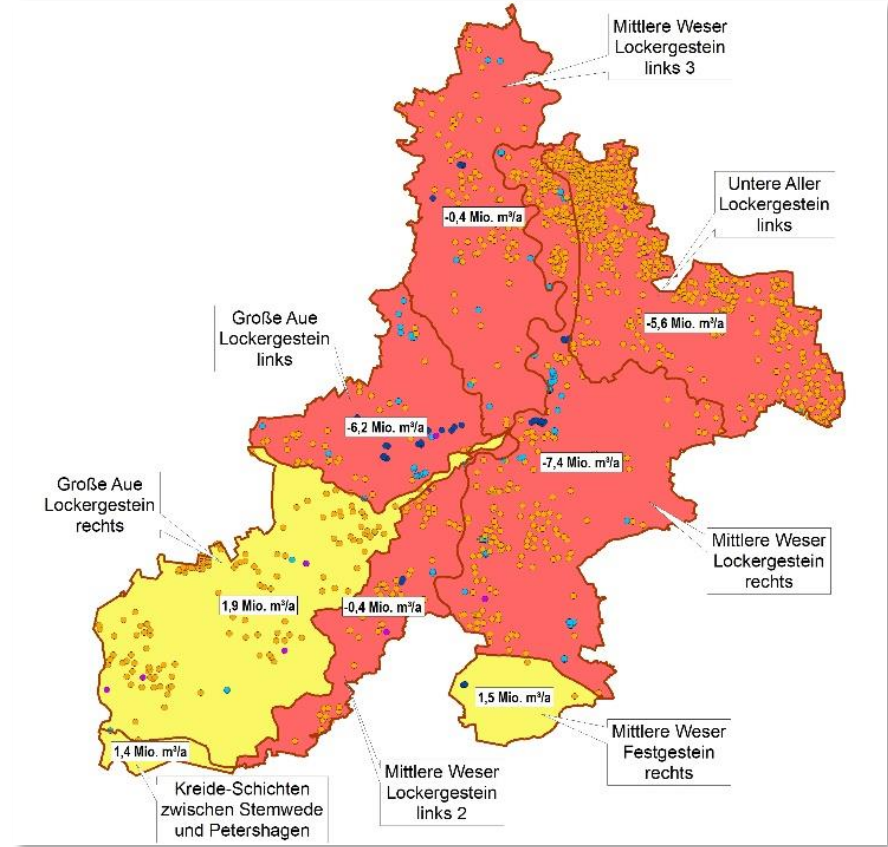 Mittlere Weser
Lockergestein
links 3
Untere Aller
Lockergestein
links
-0,4 Mio. m³/a
Große Aue
Lockergestein
links
-5,6 Mio. m³/a
-6,2 Mio. m³/a
-7,4 Mio. m³/a
Große Aue
Lockergestein
rechts
Mittlere Weser
Lockergestein
rechts
1,9 Mio. m³/a
-0,4 Mio. m³/a
1,5 Mio. m³/a
Mittlere Weser
Festgestein
rechts
1,4 Mio. m³/a
Kreide-Schichten
zwischen Stemwede
und Petershagen
Mittlere Weser
Lockergestein
links 2